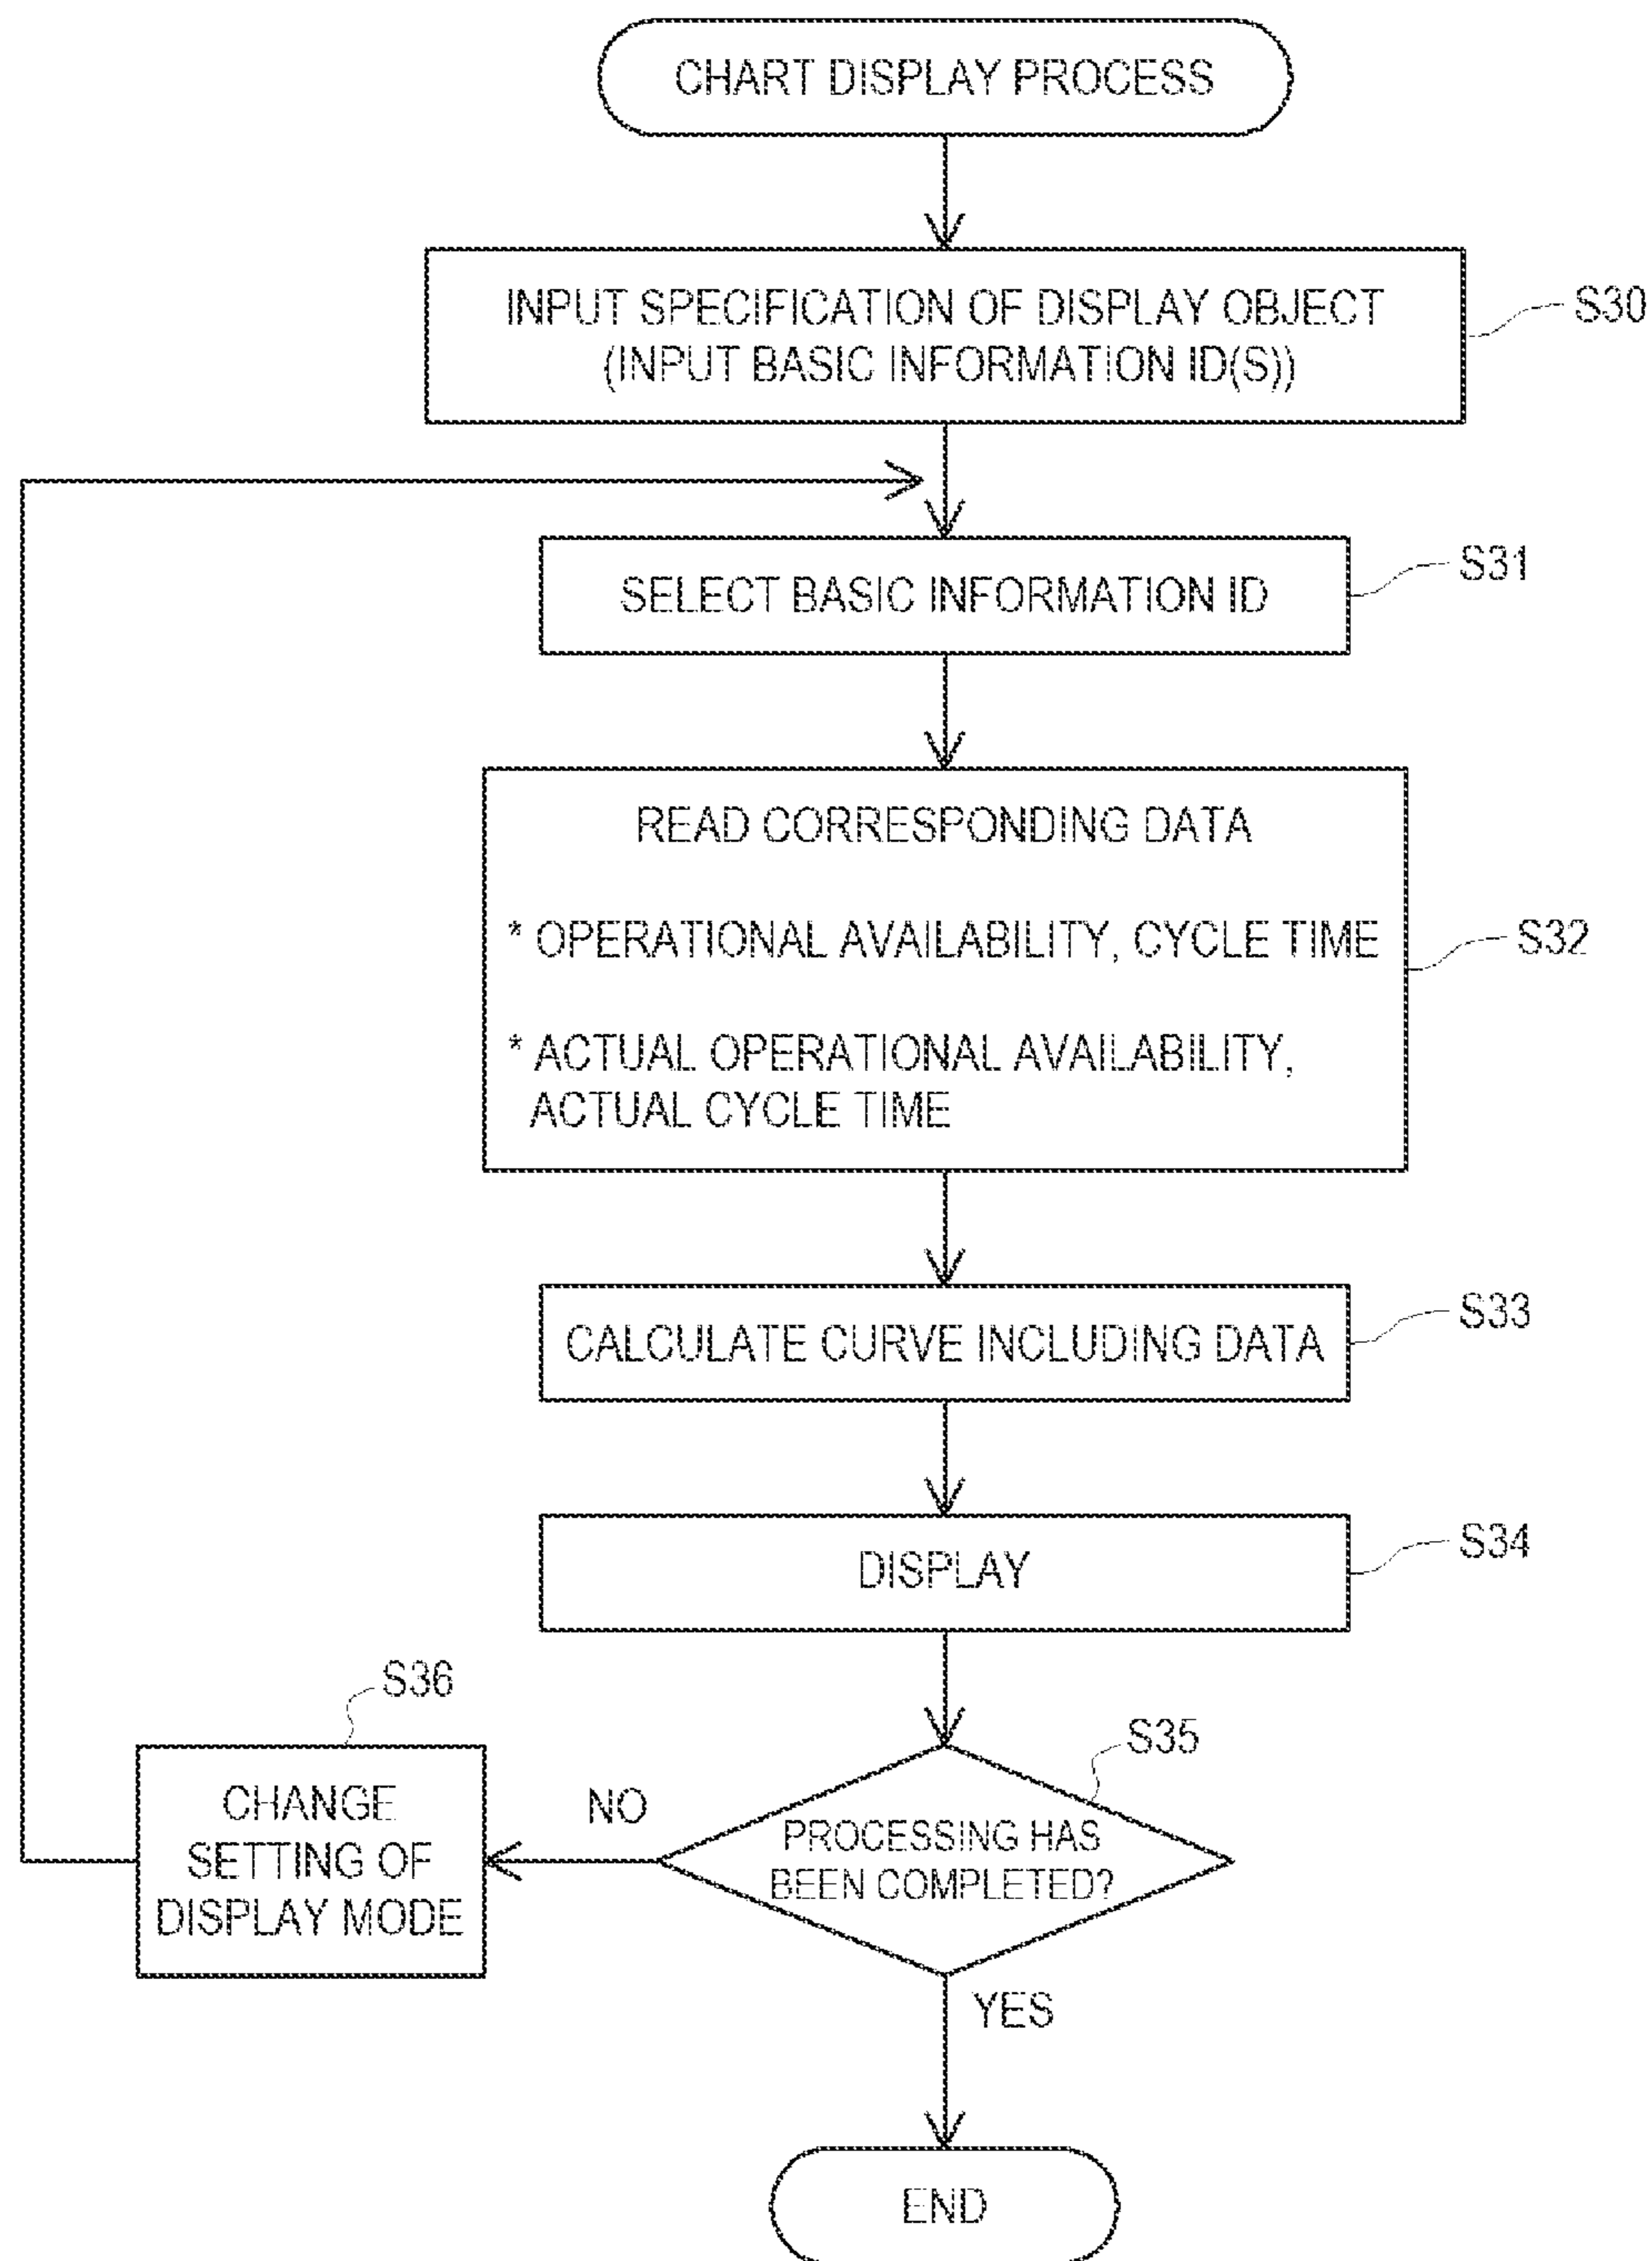 CHART DISPLAY PROCESS
INPUT SPECIFICATION OF DISPLAY OBJECT
(INPUT BASIC INFORMATION ID(S))
S30
SELECT BASIC INFORMATION ID
S31
READ CORRESPONDING DATA
* OPERATIONAL AVAILABILITY, CYCLE TIME
* ACTUAL OPERATIONAL AVAILABILITY,
ACTUAL CYCLE TIME
S32
CALCULATE CURVE INCLUDING DATA
S33
DISPLAY
S34
PROCESSING HAS
BEEN COMPLETED?
S35
NO
CHANGE
SETTING OF
DISPLAY MODE
S36
YES
END